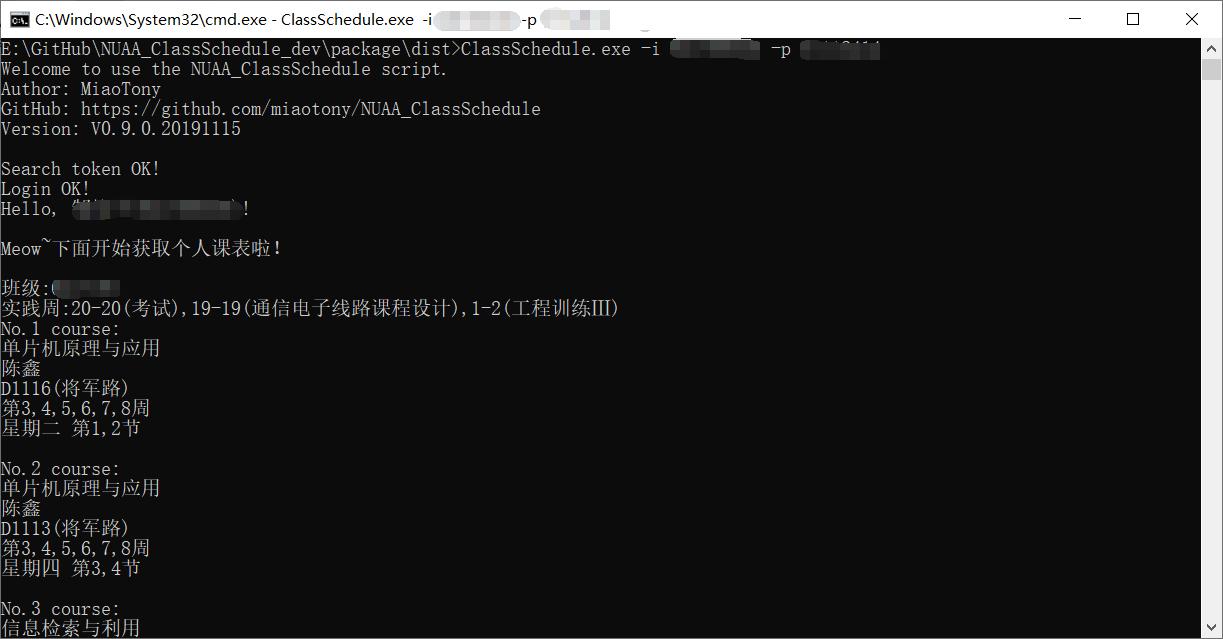 C:\Windows\System32\cmd.exe - ClassSchedule.exe -i -p
E:\GitHub\NUAA_ClassSchedule_dev\package\dist>ClassSchedule.exe -i -p
Welcome to use the NUAA_ClassSchedule script.
Author: MiaoTony
GitHub: https://github.com/miaotony/NUAA_ClassSchedule
Version: V0.9.0.20191115
Search token OK!
Login OK!
Hello, !
Meow~下面开始获取个人课表啦!
班级:
实践周:20-20(考试),19-19(通信电子线路课程设计),1-2(工程训练Ⅲ)
No.1 course:
单片机原理与应用
陈鑫
D1116(将军路)
第3,4,5,6,7,8周
星期二 第1,2节
No.2 course:
单片机原理与应用
陈鑫
D1113(将军路)
第3,4,5,6,7,8周
星期四 第3,4节
No.3 course:
信息检索与利用